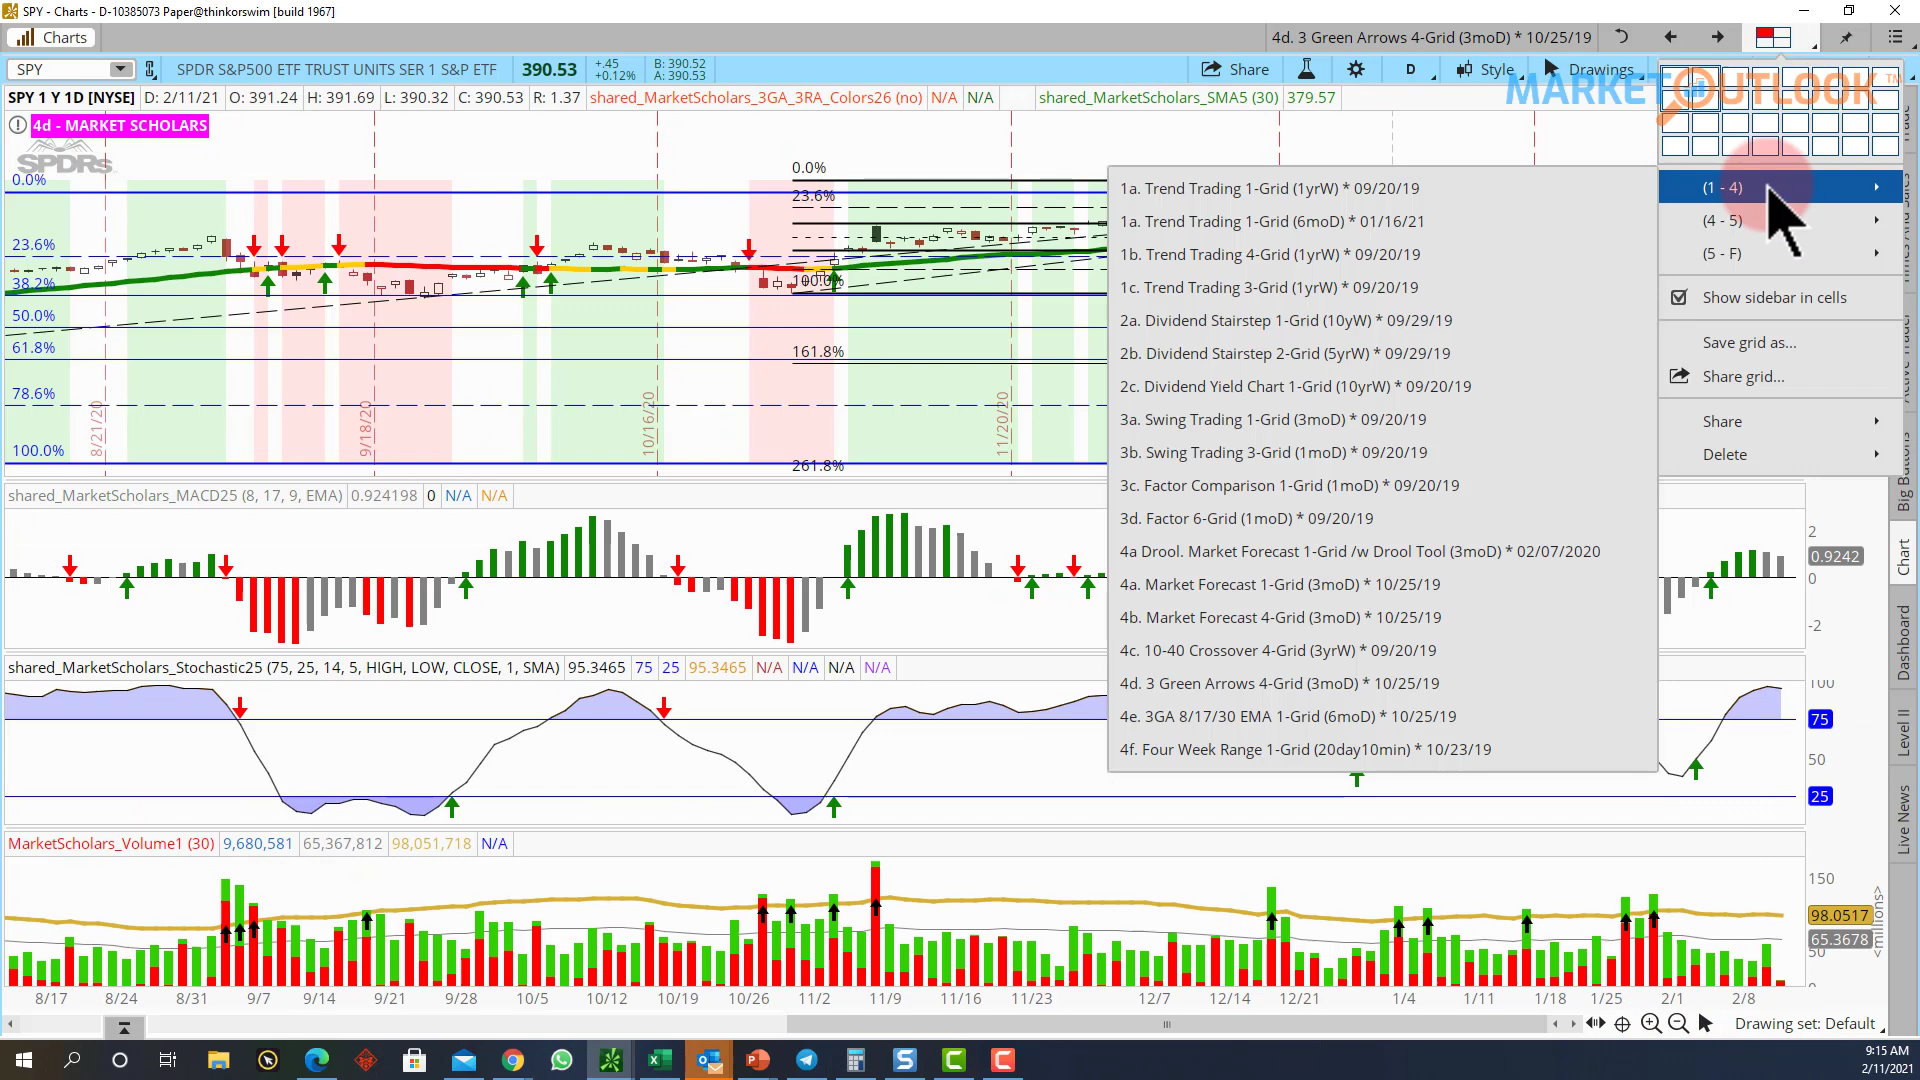 SPY - Charts - D-10385073 Paper@thinkorswim [build 1967]
Charts
4d. 3 Green Arrows 4-Grid (3moD) * 10/25/19
SPY
SPDR S&P500 ETF TRUST UNITS SER 1 S&P ETF
390.53
+.45
+0.12%
B: 390.52
A: 390.53
Share
D
Style
Drawings
MARKET OUTLOOK TM
SPY 1 Y 1D [NYSE]
D: 2/11/21
O: 391.24
H: 391.69
L: 390.32
C: 390.53
R: 1.37
shared_MarketScholars_3GA_3RA_Colors26 (no)
N/A
N/A
shared_MarketScholars_SMA5 (30)
379.57
4d - MARKET SCHOLARS
SPDRs
0.0%
23.6%
38.2%
50.0%
61.8%
78.6%
100.0%
0.0%
23.6%
100.0%
161.8%
261.8%
8/21/20
9/18/20
10/16/20
11/20/20
1a. Trend Trading 1-Grid (1yrW) * 09/20/19
1a. Trend Trading 1-Grid (6moD) * 01/16/21
1b. Trend Trading 4-Grid (1yrW) * 09/20/19
1c. Trend Trading 3-Grid (1yrW) * 09/20/19
2a. Dividend Stairstep 1-Grid (10yW) * 09/29/19
2b. Dividend Stairstep 2-Grid (5yrW) * 09/29/19
2c. Dividend Yield Chart 1-Grid (10yrW) * 09/20/19
3a. Swing Trading 1-Grid (3moD) * 09/20/19
3b. Swing Trading 3-Grid (1moD) * 09/20/19
3c. Factor Comparison 1-Grid (1moD) * 09/20/19
3d. Factor 6-Grid (1moD) * 09/20/19
4a Drool. Market Forecast 1-Grid /w Drool Tool (3moD) * 02/07/2020
4a. Market Forecast 1-Grid (3moD) * 10/25/19
4b. Market Forecast 4-Grid (3moD) * 10/25/19
4c. 10-40 Crossover 4-Grid (3yrW) * 09/20/19
4d. 3 Green Arrows 4-Grid (3moD) * 10/25/19
4e. 3GA 8/17/30 EMA 1-Grid (6moD) * 10/25/19
4f. Four Week Range 1-Grid (20day10min) * 10/23/19
(1 - 4)
(4 - 5)
(5 - F)
Show sidebar in cells
Save grid as...
Share grid...
Share
Delete
Big Buttons
Chart
Dashboard
Level II
Live News
shared_MarketScholars_MACD25 (8, 17, 9, EMA)
0.924198
0
N/A
N/A
2
0.9242
0
-2
shared_MarketScholars_Stochastic25 (75, 25, 14, 5, HIGH, LOW, CLOSE, 1, SMA)
95.3465
75
25
95.3465
N/A
N/A
N/A
N/A
100
75
50
25
MarketScholars_Volume1 (30)
9,680,581
65,367,812
98,051,718
N/A
150
98.0517
65.3678
50
<millions>
8/17
8/24
8/31
9/7
9/14
9/21
9/28
10/5
10/12
10/19
10/26
11/2
11/9
11/16
11/23
12/7
12/14
12/21
1/4
1/11
1/18
1/25
2/1
2/8
Drawing set: Default
9:15 AM
2/11/2021